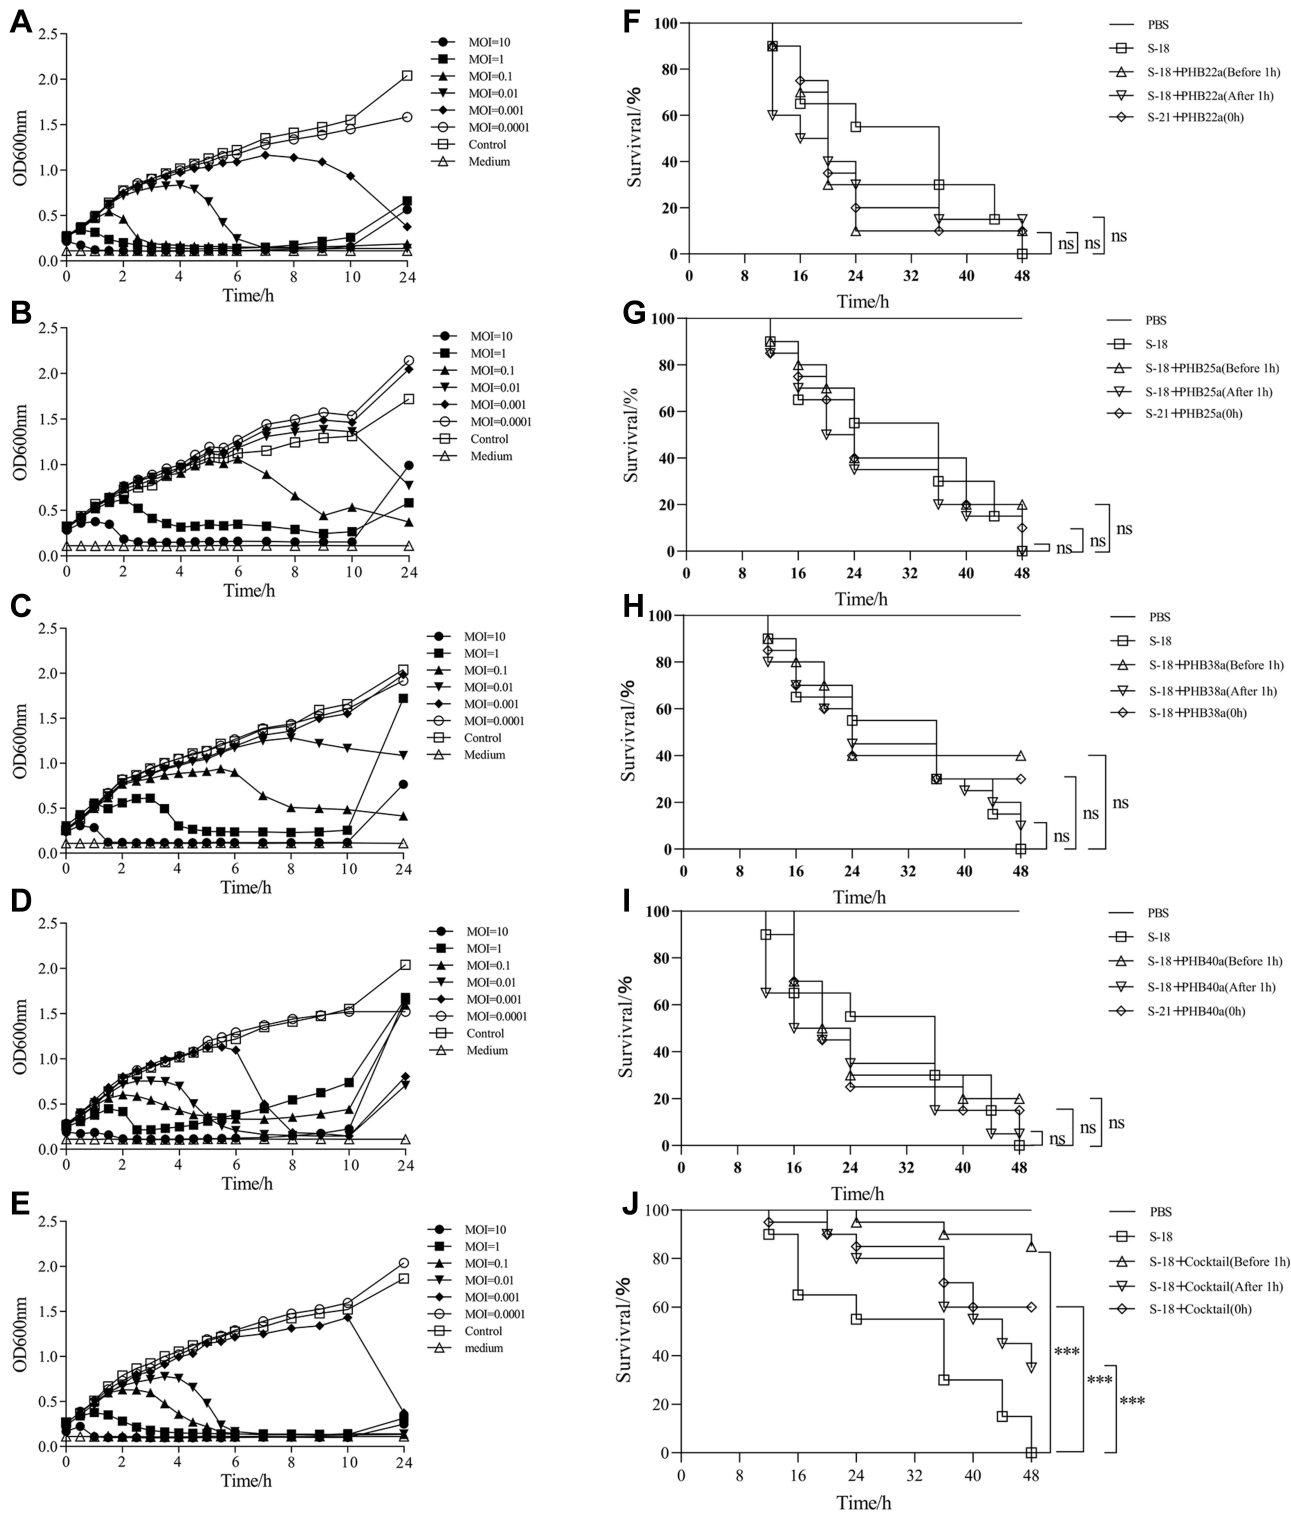 A
2.5
2.0
1.5
1.0
0.5
0.0
OD600nm
0 2 4 6 8 10 24
Time/h
MOI=10
MOI=1
MOI=0.1
MOI=0.01
MOI=0.001
MOI=0.0001
Control
Medium
F
100
80
60
40
20
0
Survivral/%
0 8 16 24 32 40 48
Time/h
PBS
S-18
S-18+PHB22a(Before 1h)
S-18+PHB22a(After 1h)
S-21+PHB22a(0h)
ns ns ns
B
2.5
2.0
1.5
1.0
0.5
0.0
OD600nm
0 2 4 6 8 10 24
Time/h
MOI=10
MOI=1
MOI=0.1
MOI=0.01
MOI=0.001
MOI=0.0001
Control
Medium
G
100
80
60
40
20
0
Survivral/%
0 8 16 24 32 40 48
Time/h
PBS
S-18
S-18+PHB25a(Before 1h)
S-18+PHB25a(After 1h)
S-21+PHB25a(0h)
ns ns ns
C
2.5
2.0
1.5
1.0
0.5
0.0
OD600nm
0 2 4 6 8 10 24
Time/h
MOI=10
MOI=1
MOI=0.1
MOI=0.01
MOI=0.001
MOI=0.0001
Control
Medium
H
100
80
60
40
20
0
Survivral/%
0 8 16 24 32 40 48
Time/h
PBS
S-18
S-18+PHB38a(Before 1h)
S-18+PHB38a(After 1h)
S-18+PHB38a(0h)
ns ns ns
D
2.5
2.0
1.5
1.0
0.5
0.0
OD600nm
0 2 4 6 8 10 24
Time/h
MOI=10
MOI=1
MOI=0.1
MOI=0.01
MOI=0.001
MOI=0.0001
Control
Medium
I
100
80
60
40
20
0
Survivral/%
0 8 16 24 32 40 48
Time/h
PBS
S-18
S-18+PHB40a(Before 1h)
S-18+PHB40a(After 1h)
S-21+PHB40a(0h)
ns ns ns
E
2.5
2.0
1.5
1.0
0.5
0.0
OD600nm
0 2 4 6 8 10 24
Time/h
MOI=10
MOI=1
MOI=0.1
MOI=0.01
MOI=0.001
MOI=0.0001
Control
medium
J
100
80
60
40
20
0
Survivral/%
0 8 16 24 32 40 48
Time/h
PBS
S-18
S-18+Cocktail(Before 1h)
S-18+Cocktail(After 1h)
S-18+Cocktail(0h)
*** *** ***